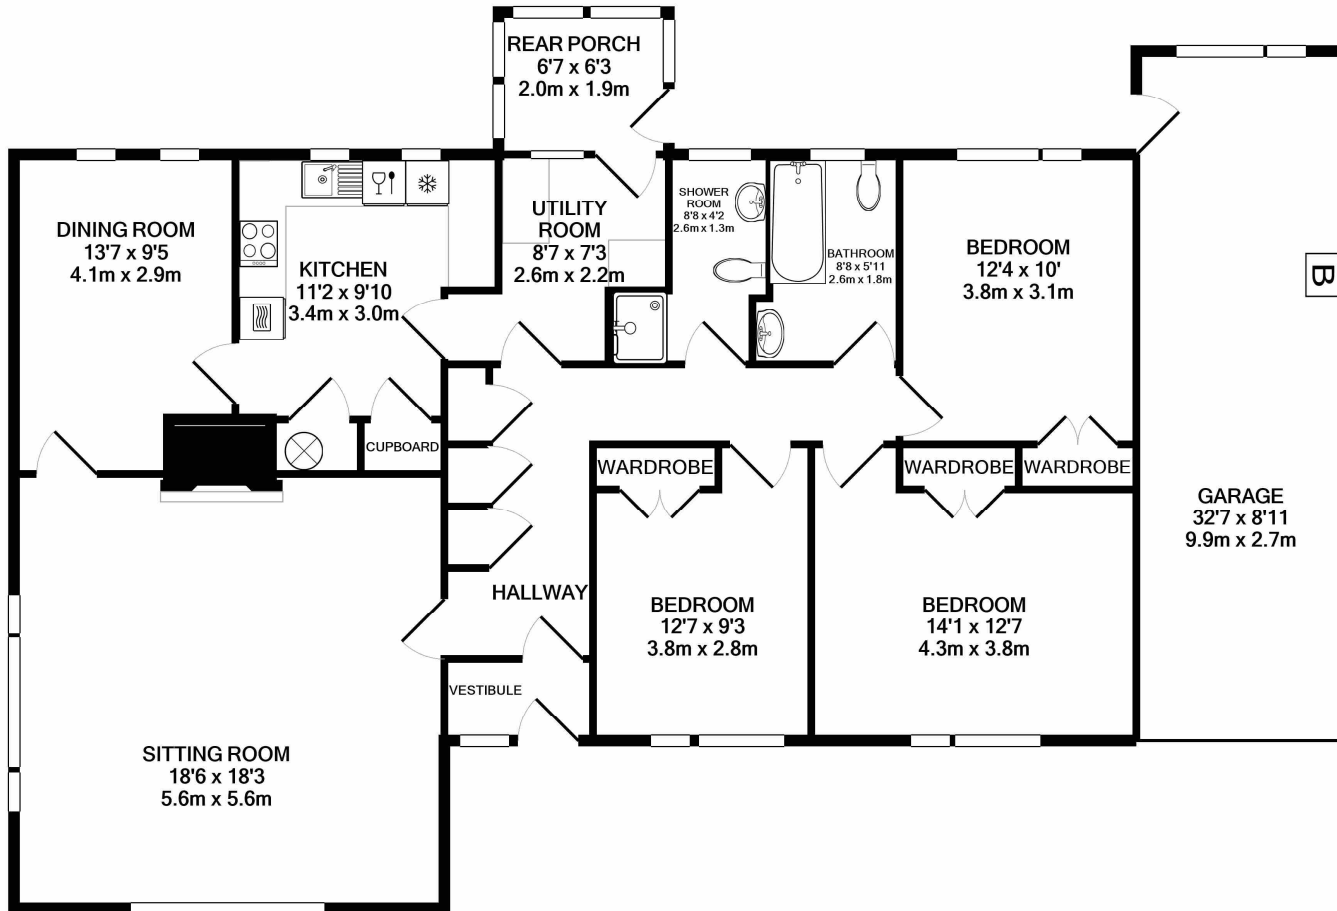 REAR PORCH
6'7 x 6'3
2.0m x 1.9m
DINING ROOM
13'7 x 9'5
4.1m x 2.9m
KITCHEN
11'2 x 9'10
3.4m x 3.0m
UTILITY
ROOM
8'7 x 7'3
2.6m x 2.2m
SHOWER
ROOM
8'8 x 4'2
2.6m x 1.3m
BATHROOM
8'8 x 5'11
2.6m x 1.8m
BEDROOM
12'4 x 10'
3.8m x 3.1m
B
CUPBOARD
WARDROBE
WARDROBE
WARDROBE
GARAGE
32'7 x 8'11
9.9m x 2.7m
HALLWAY
BEDROOM
12'7 x 9'3
3.8m x 2.8m
BEDROOM
14'1 x 12'7
4.3m x 3.8m
VESTIBULE
SITTING ROOM
18'6 x 18'3
5.6m x 5.6m